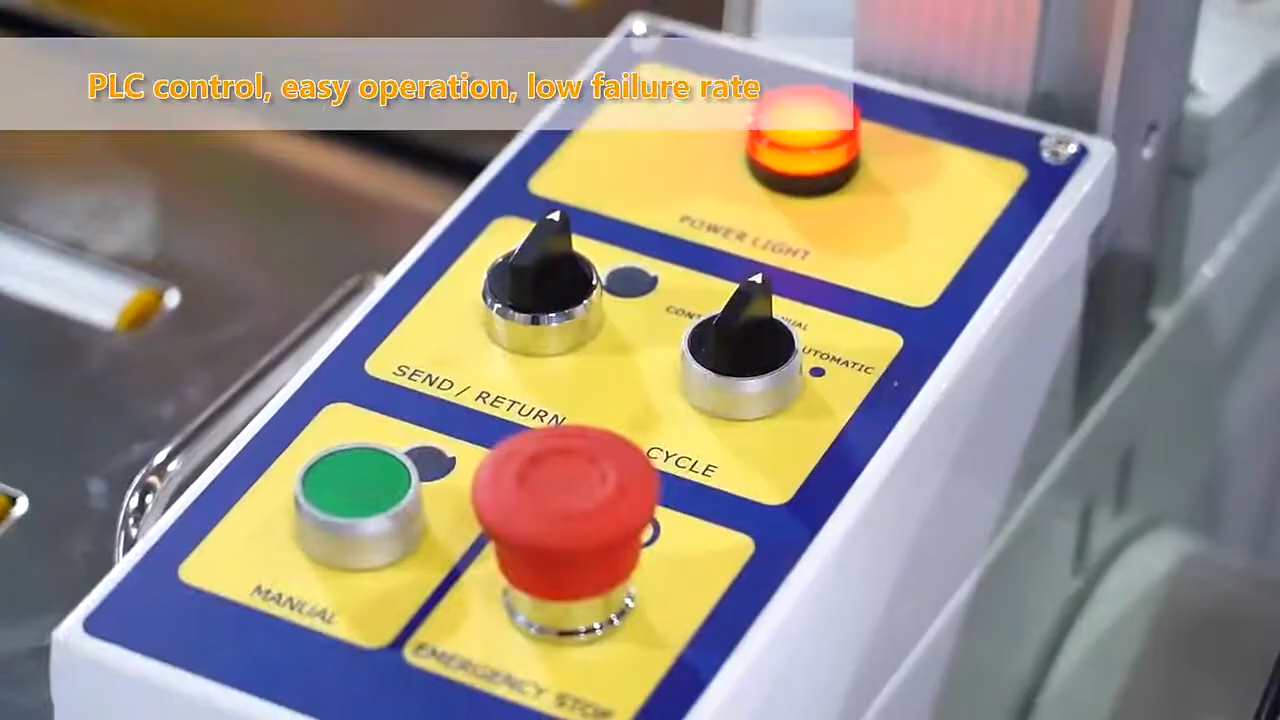 PLC control, easy operation, low failure rate
POWER LIGHT
AUTOMATIC
SEND / RETURN
CYCLE
MANUAL
EMERGENCY STOP